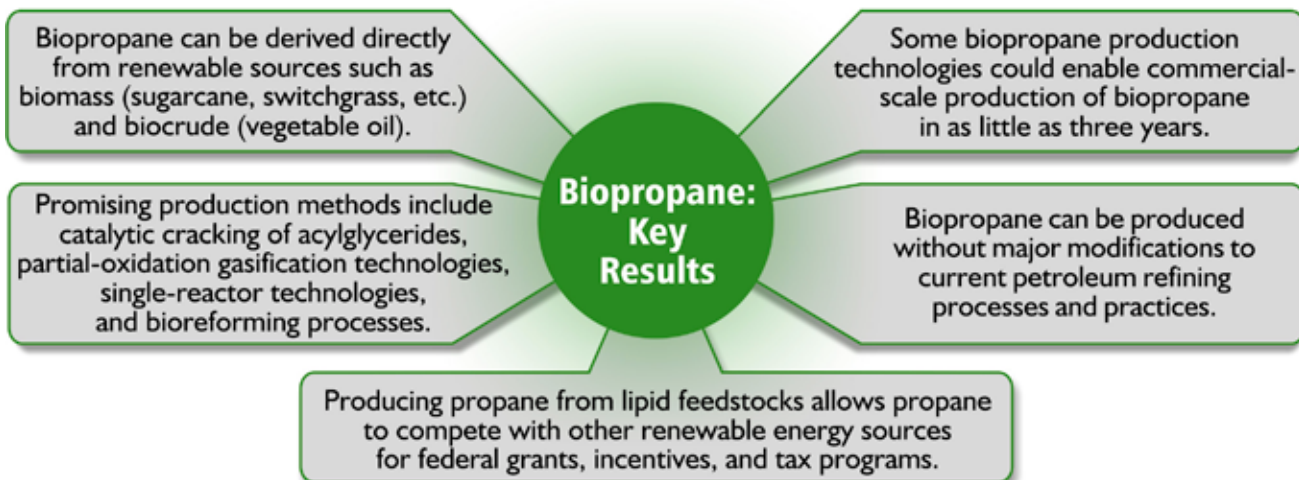 Biopropane can be derived directly
from renewable sources such as
biomass (sugarcane, switchgrass, etc.)
and biocrude (vegetable oil).
Some biopropane production
technologies could enable commercial-
scale production of biopropane
in as little as three years.
Biopropane:
Key
Results
Promising production methods include
catalytic cracking of acylglycerides,
partial-oxidation gasification technologies,
single-reactor technologies,
and bioreforming processes.
Biopropane can be produced
without major modifications to
current petroleum refining
processes and practices.
Producing propane from lipid feedstocks allows propane
to compete with other renewable energy sources
for federal grants, incentives, and tax programs.